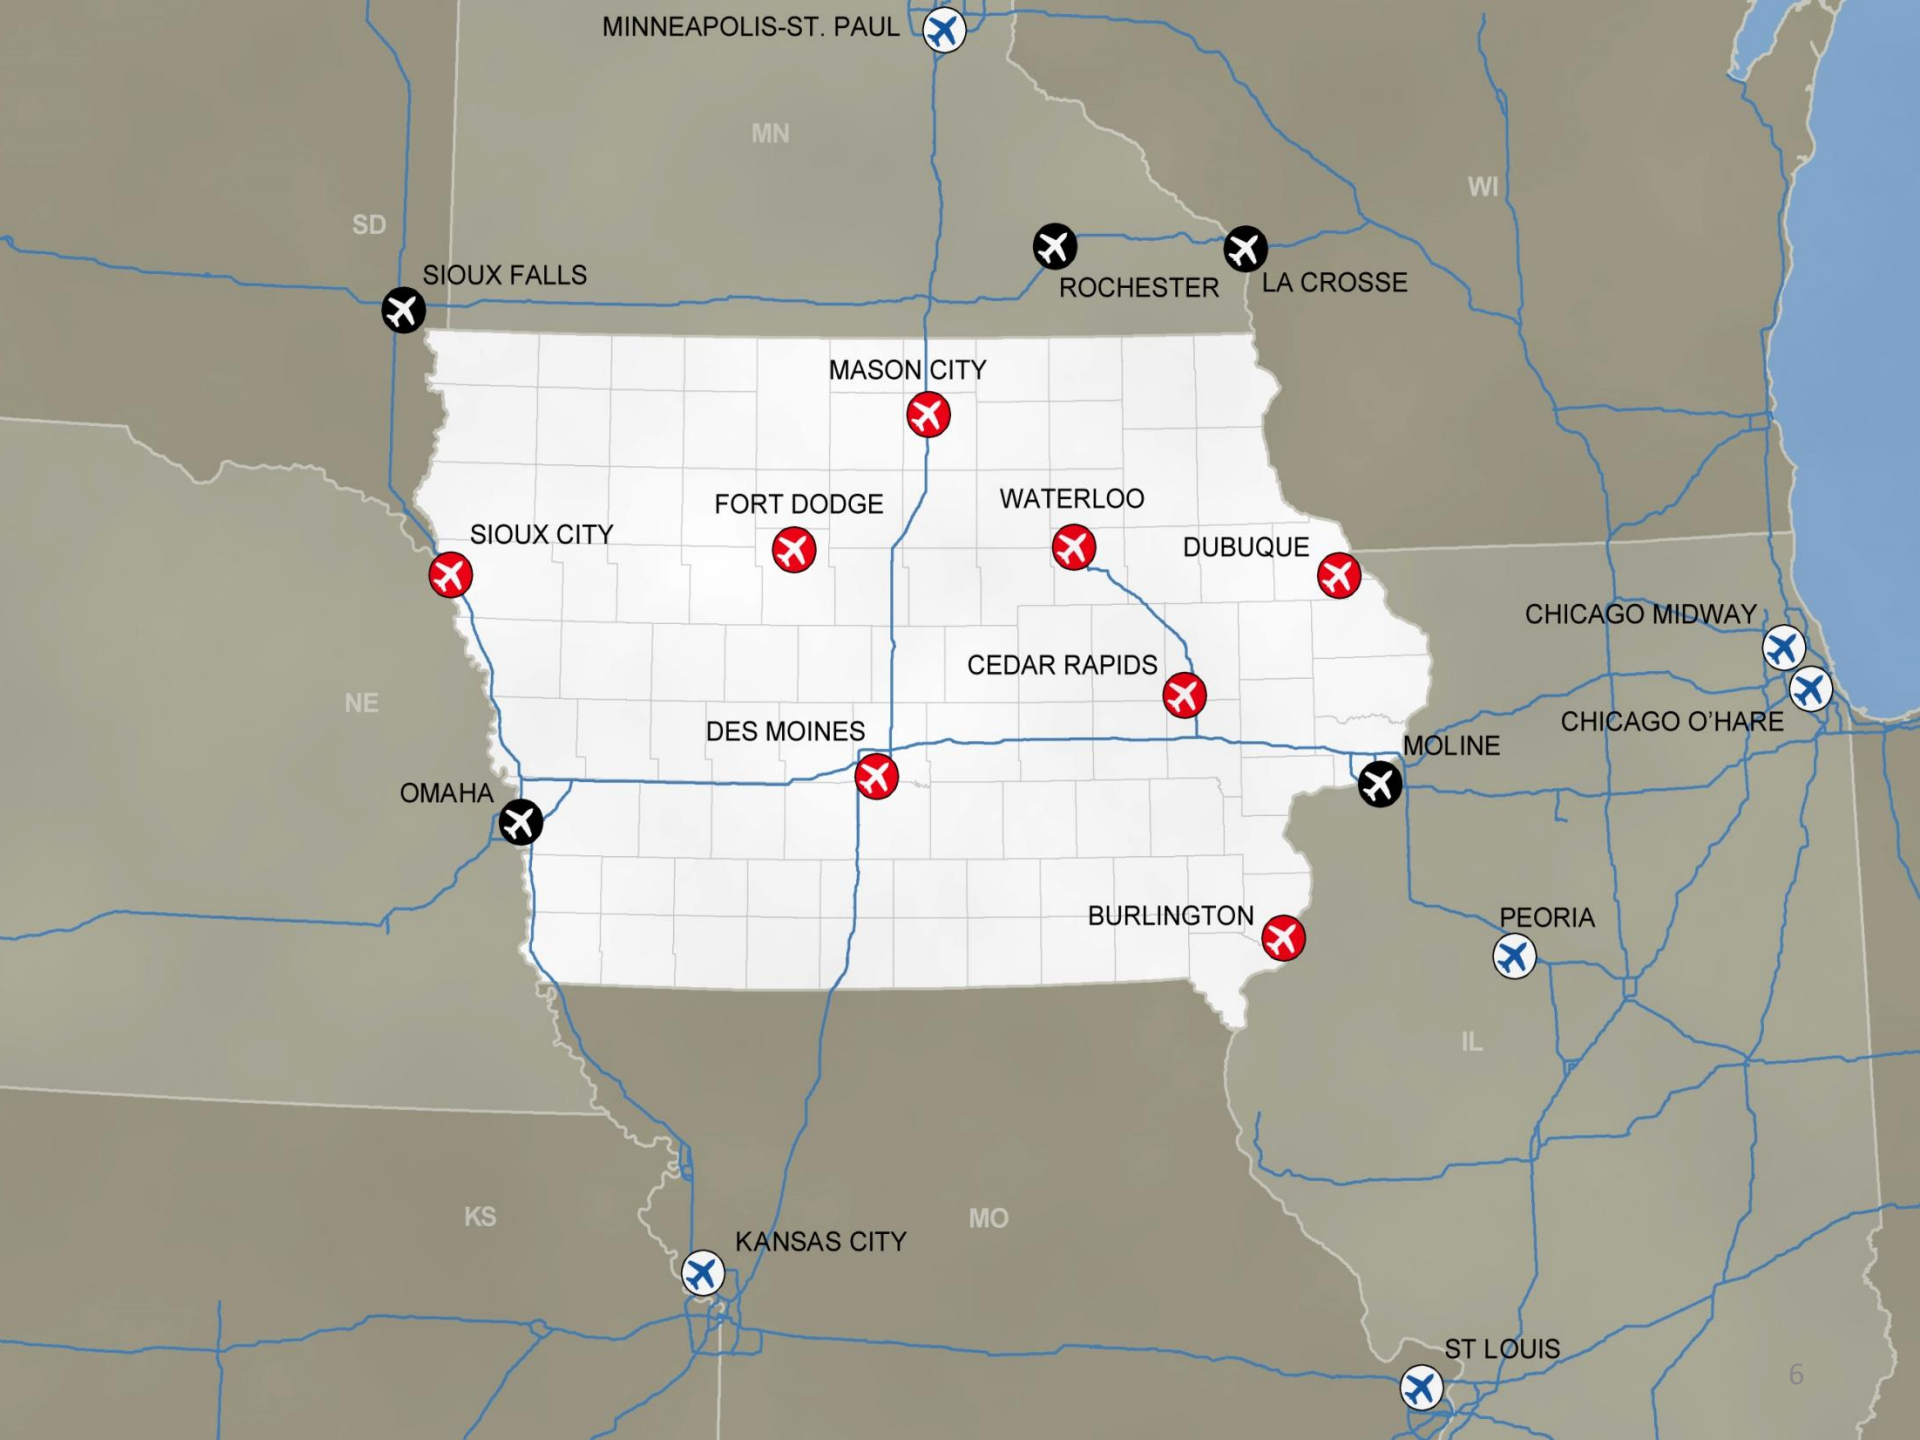 MINNEAPOLIS-ST. PAUL
MN
WI
SD
SIOUX FALLS
ROCHESTER
LA CROSSE
MASON CITY
FORT DODGE
WATERLOO
SIOUX CITY
DUBUQUE
CHICAGO MIDWAY
CEDAR RAPIDS
NE
CHICAGO O'HARE
DES MOINES
MOLINE
OMAHA
BURLINGTON
PEORIA
IL
KS
MO
KANSAS CITY
ST LOUIS
6